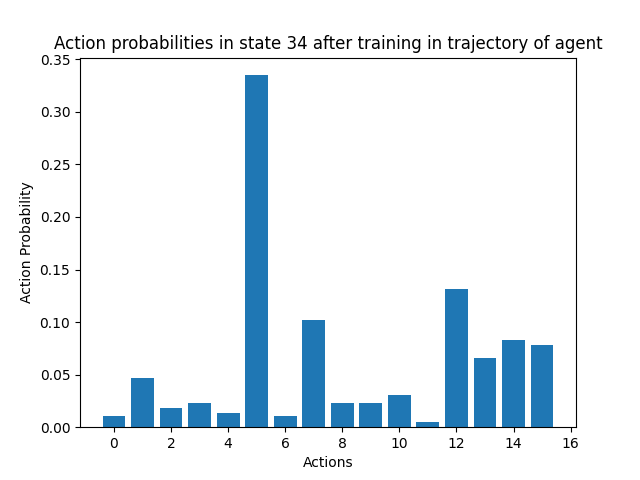 Action probabilities in state 34 after training in trajectory of agent
0.35
0.30
0.25
0.20
0.15
0.10
0.05
0.00
Action Probability
0 2 4 6 8 10 12 14 16
Actions